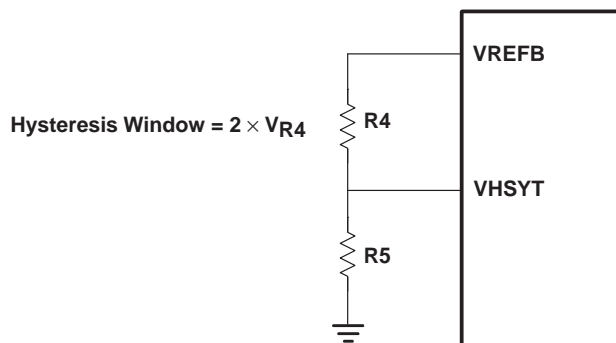 VREFB
Hysteresis Window = 2 × VR4
R4
VHSYT
R5